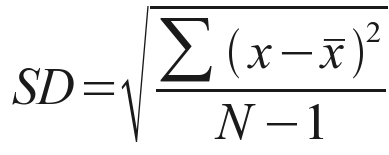 SD = √(∑(x − x̄)² / (N − 1))